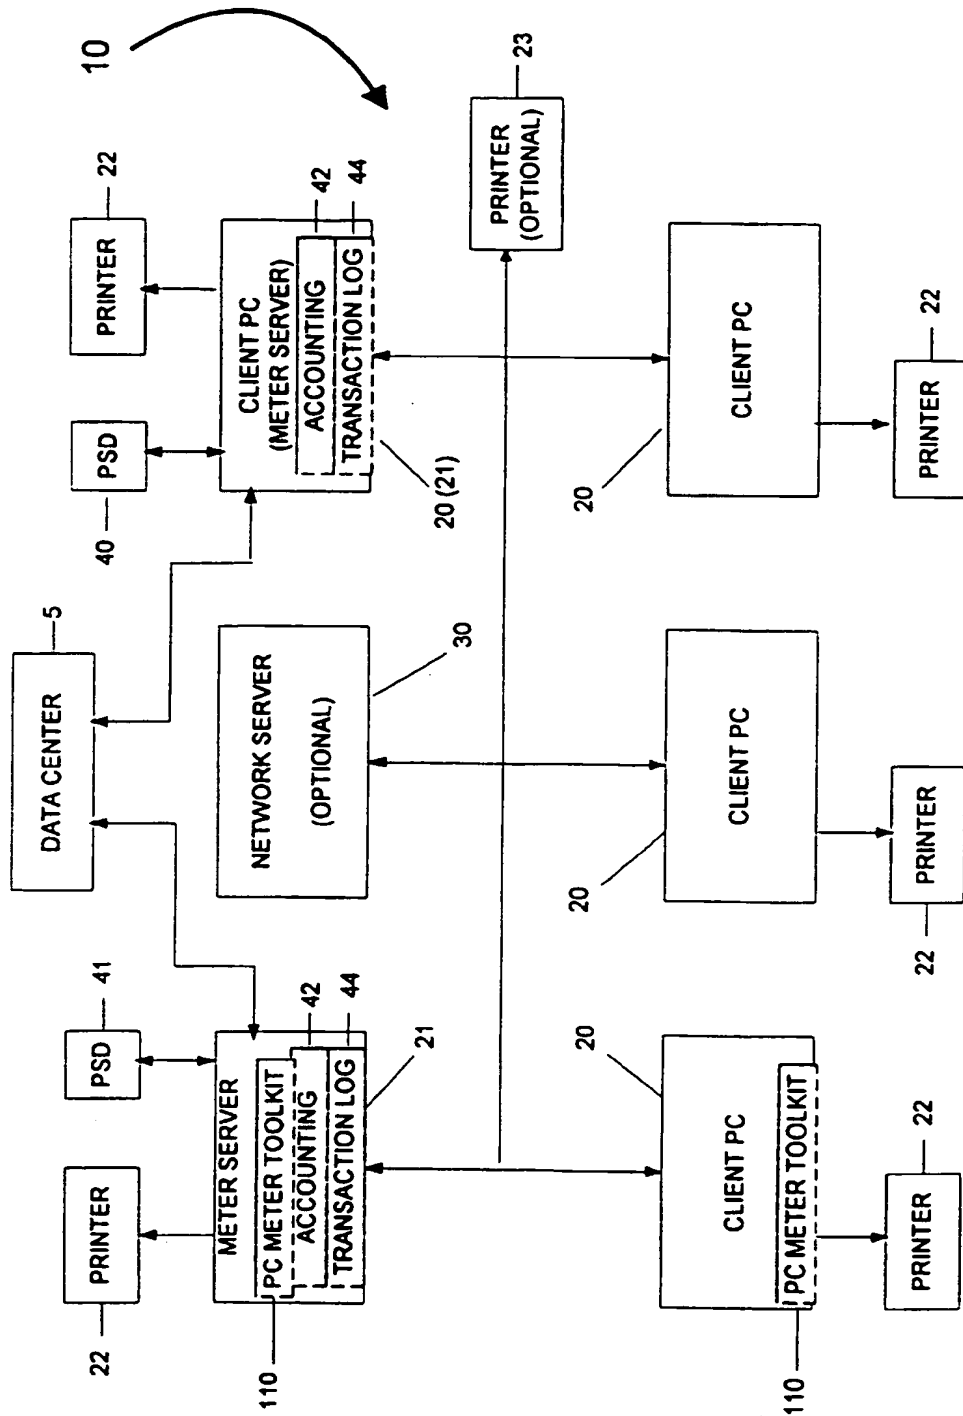 10
DATA CENTER
5
PRINTER
22
PSD
41
PSD
40
PRINTER
22
METER SERVER
PC METER TOOLKIT
ACCOUNTING
TRANSACTION LOG
42
44
21
110
NETWORK SERVER
(OPTIONAL)
30
CLIENT PC
(METER SERVER)
ACCOUNTING
TRANSACTION LOG
42
44
20 (21)
PRINTER
(OPTIONAL)
23
20
CLIENT PC
PC METER TOOLKIT
110
PRINTER
22
20
CLIENT PC
PRINTER
22
20
CLIENT PC
PRINTER
22